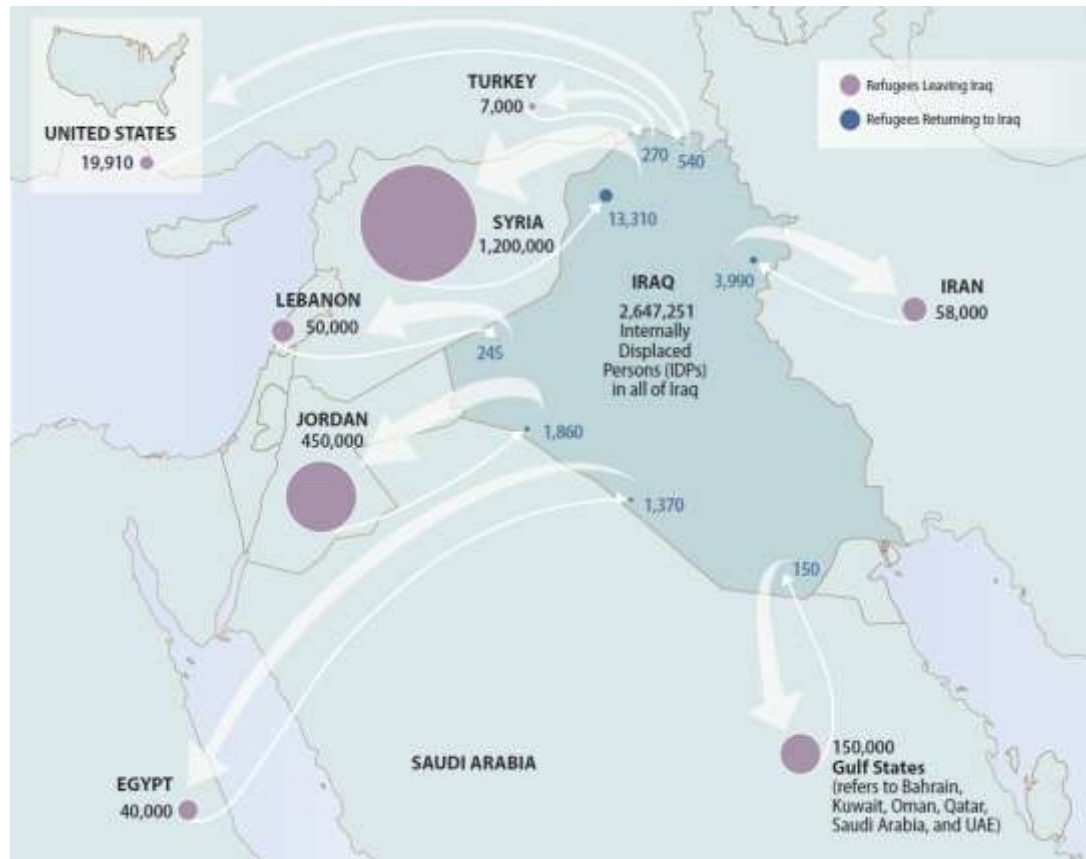 UNITED STATES
19,910
TURKEY
7,000
Refugees Leaving Iraq
Refugees Returning to Iraq
270
540
SYRIA
1,200,000
13,310
LEBANON
50,000
245
IRAQ
2,647,251
Internally
Displaced
Persons (IDPs)
in all of Iraq
3,990
IRAN
58,000
JORDAN
450,000
1,860
1,370
150
EGYPT
40,000
SAUDI ARABIA
150,000
Gulf States
(refers to Bahrain,
Kuwait, Oman, Qatar,
Saudi Arabia, and UAE)